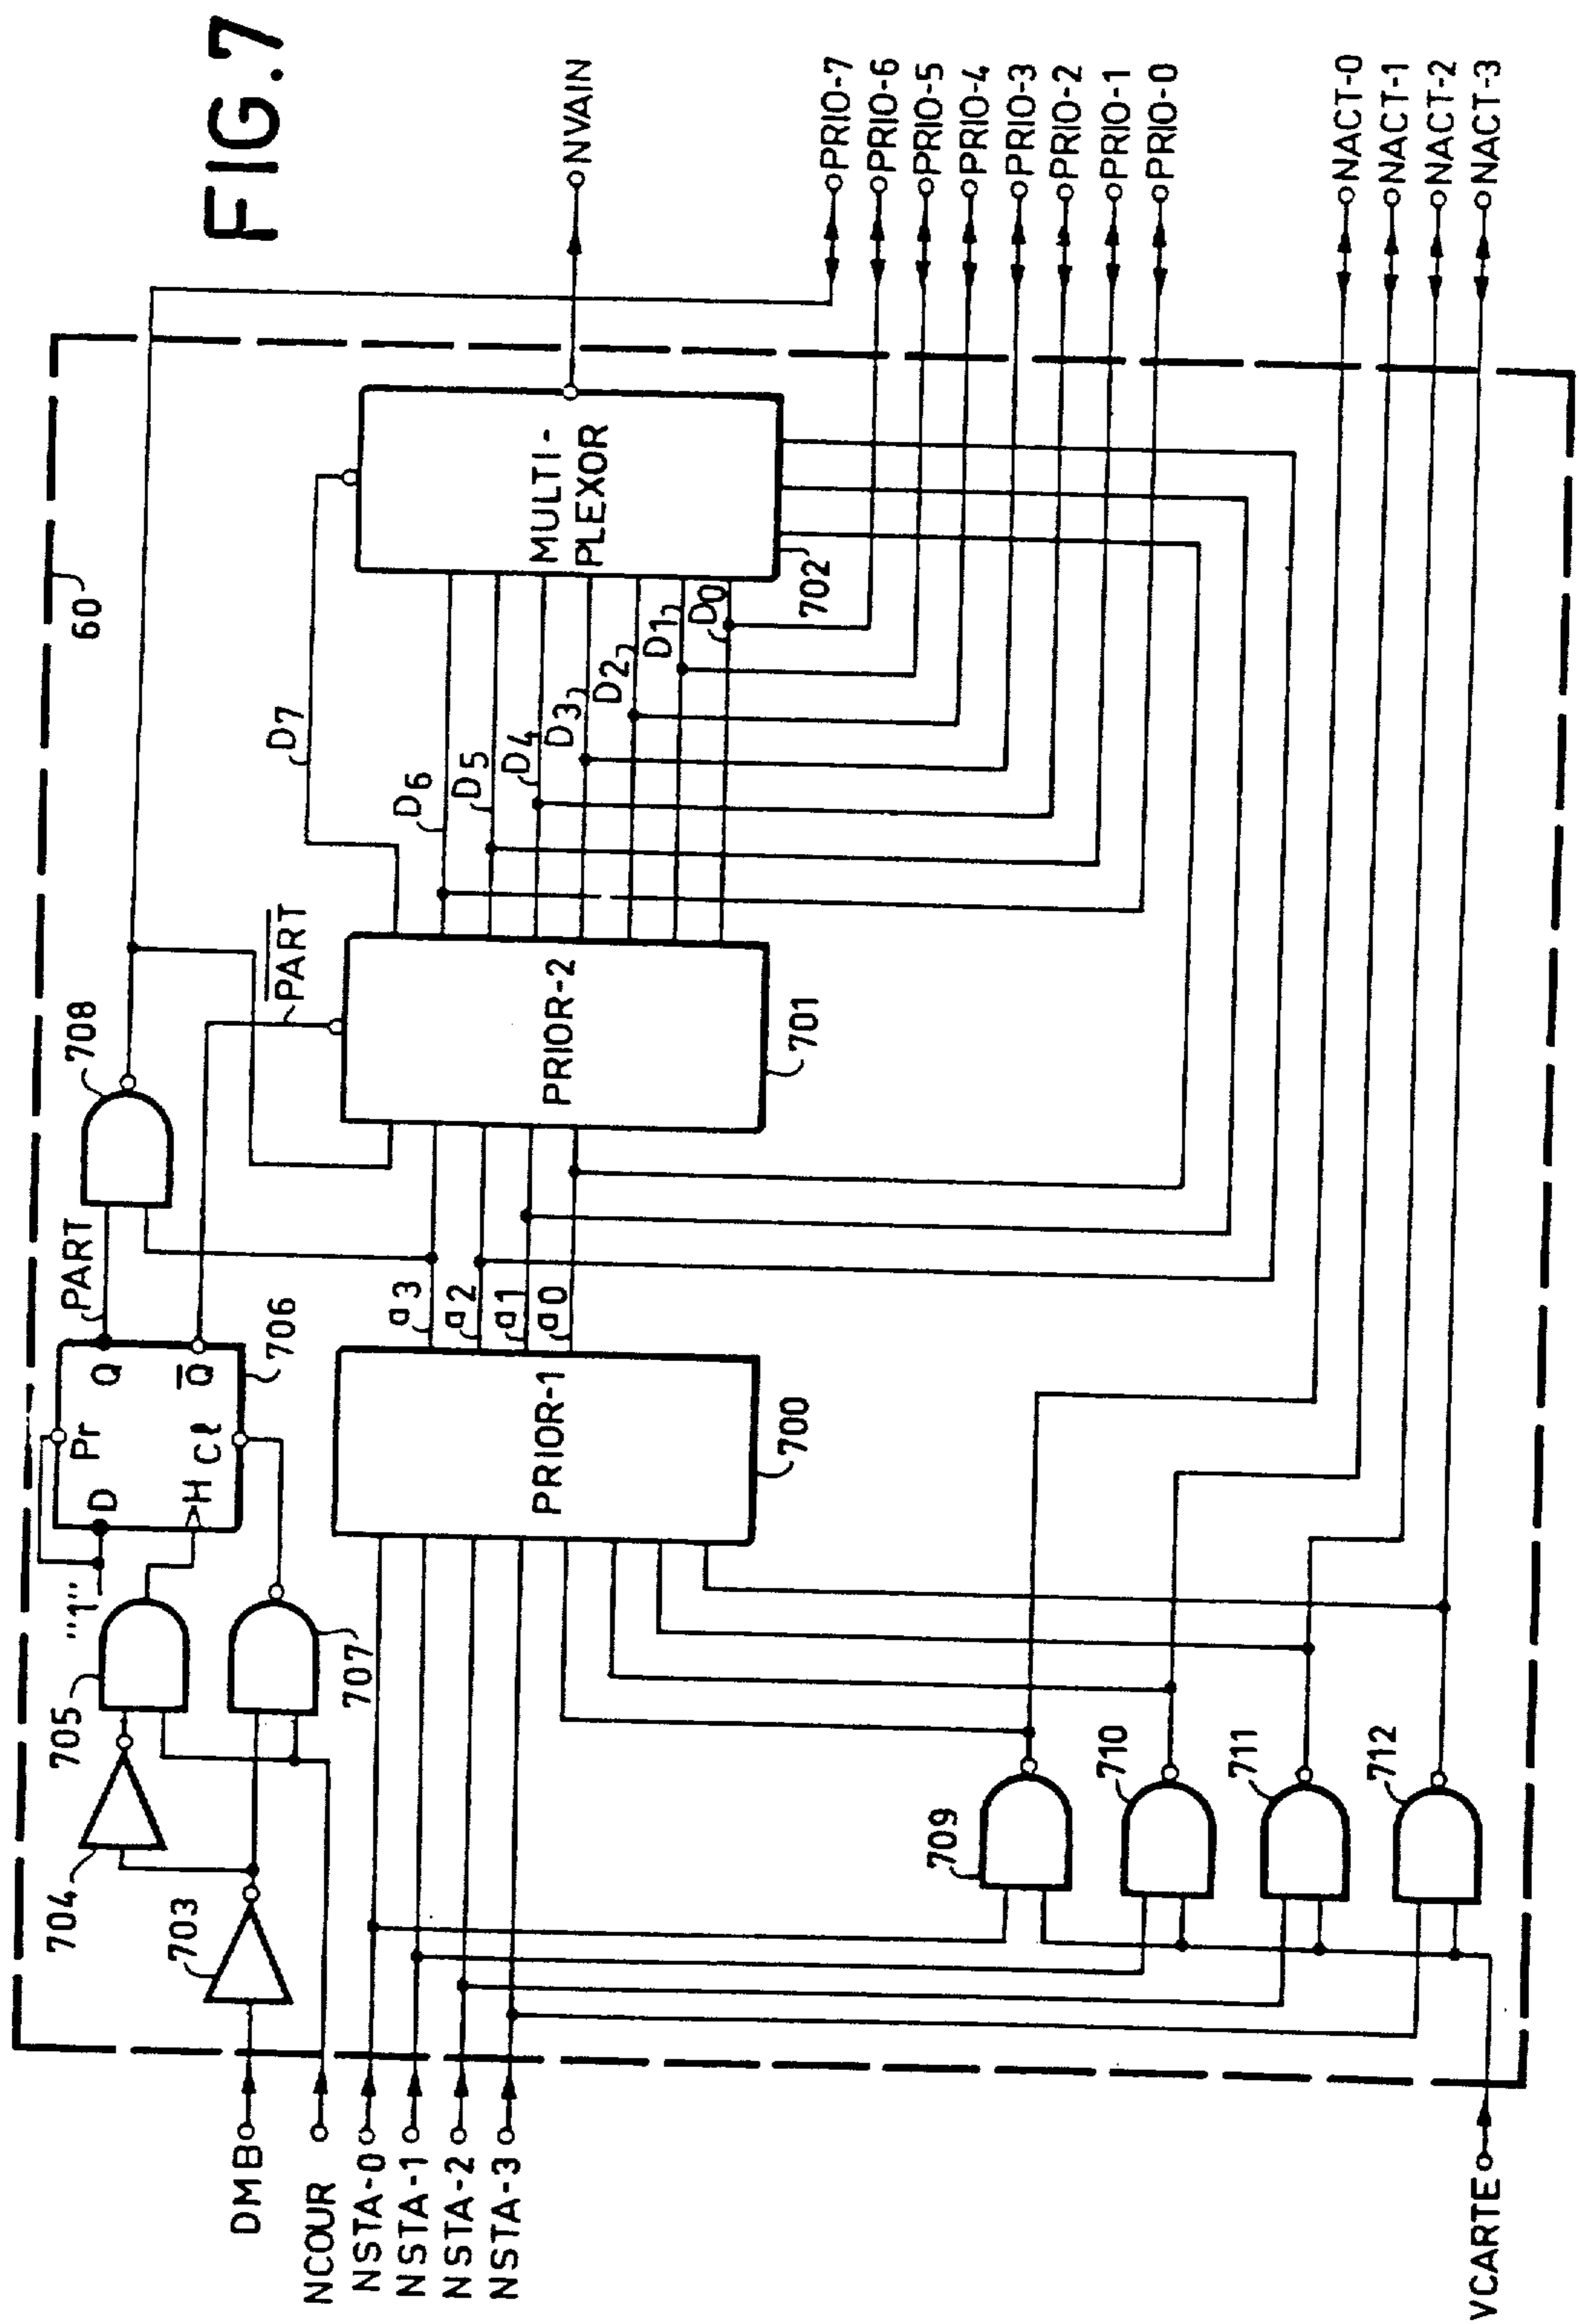 FIG.7
60
DMB
NCOUR
NSTA-0
NSTA-1
NSTA-2
NSTA-3
VCARTE
703
704
705
"1"
707
D
Pr
Q
H
Cℓ
Q̅
706
PART
708
P̅A̅R̅T̅
PRIOR-1
700
a3
a2
a1
a0
PRIOR-2
701
D7
D6
D5
D4
D3
D2
D1
D0
MULTI-
PLEXOR
702
709
710
711
712
NVAIN
PRIO-7
PRIO-6
PRIO-5
PRIO-4
PRIO-3
PRIO-2
PRIO-1
PRIO-0
NACT-0
NACT-1
NACT-2
NACT-3